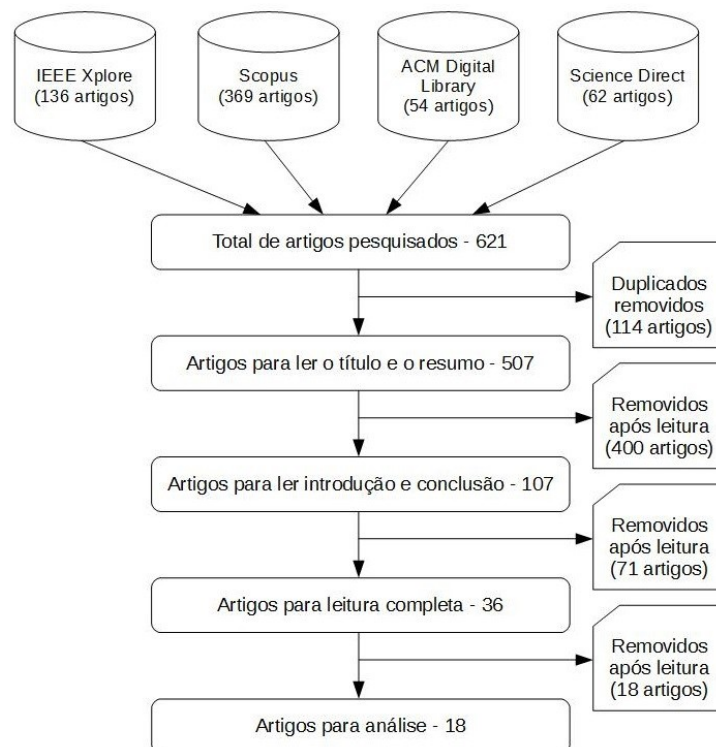 IEEE Xplore
(136 artigos)
Scopus
(369 artigos)
ACM Digital
Library
(54 artigos)
Science Direct
(62 artigos)
Total de artigos pesquisados - 621
Duplicados
removidos
(114 artigos)
Artigos para ler o título e o resumo - 507
Removidos
após leitura
(400 artigos)
Artigos para ler introdução e conclusão - 107
Removidos
após leitura
(71 artigos)
Artigos para leitura completa - 36
Removidos
após leitura
(18 artigos)
Artigos para análise - 18